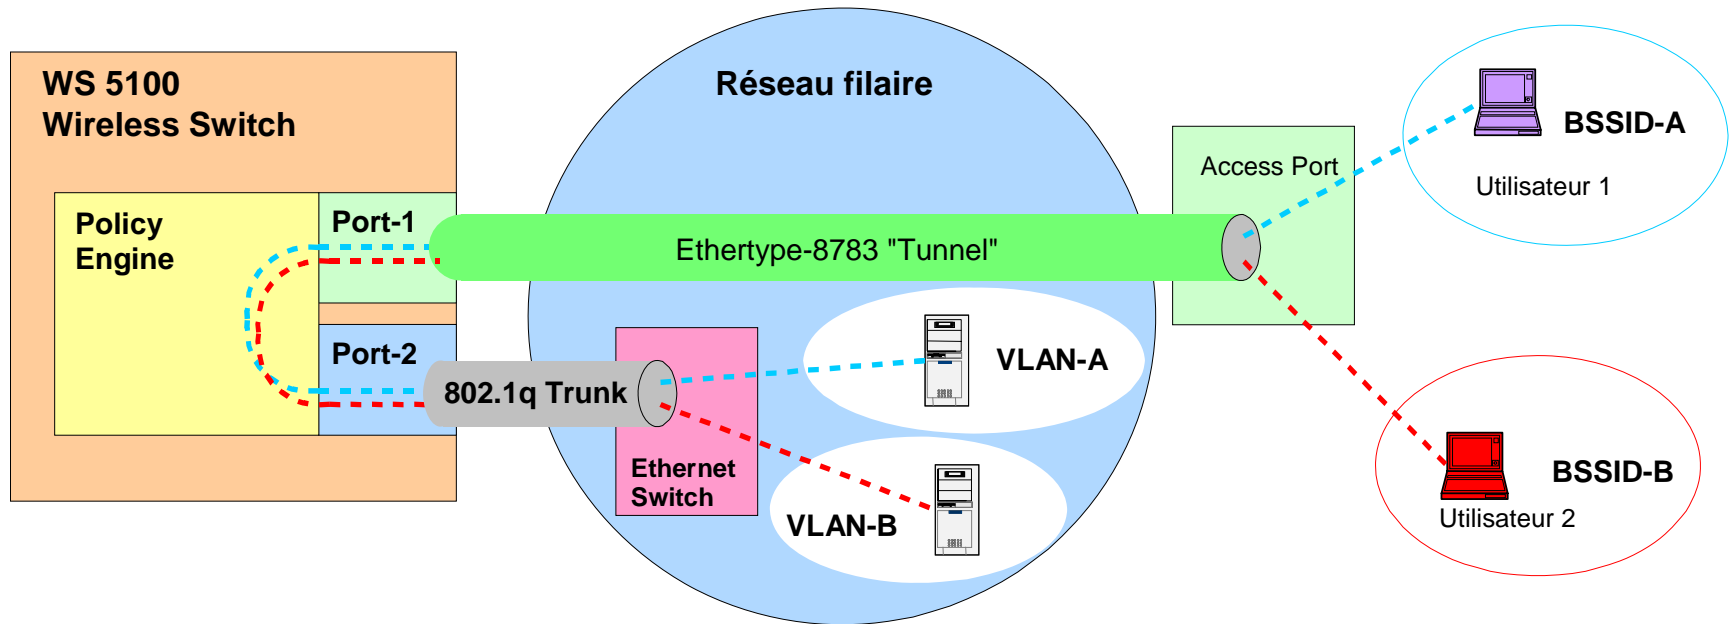 WS 5100
Wireless Switch
Policy
Engine
Port-1
Port-2
Réseau filaire
Ethertype-8783 "Tunnel"
802.1q Trunk
Ethernet
Switch
VLAN-A
VLAN-B
Access Port
BSSID-A
Utilisateur 1
BSSID-B
Utilisateur 2